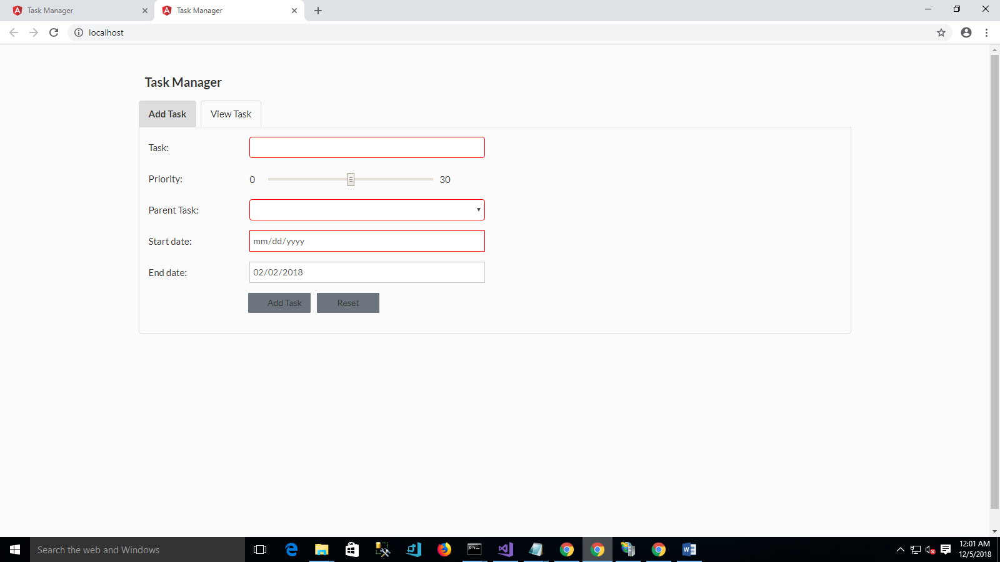 Task Manager
Task Manager
localhost
Task Manager
Add Task
View Task
Task:
Priority:
0
30
Parent Task:
Start date:
mm/dd/yyyy
End date:
02/02/2018
Add Task
Reset
Search the web and Windows
12:01 AM
12/5/2018